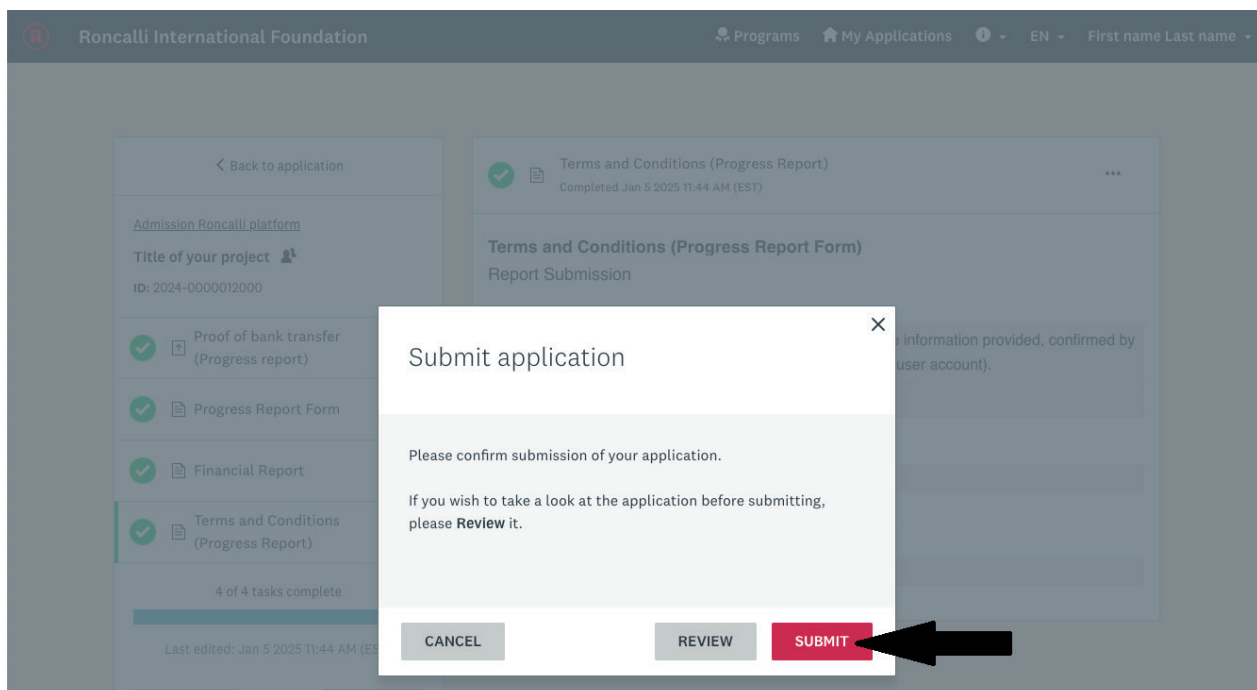 R Roncalli International Foundation Programs My Applications EN First name Last name
Back to application
Admission Roncalli platform
Title of your project
ID: 2024-0000012000
Proof of bank transfer
(Progress report)
Progress Report Form
Financial Report
Terms and Conditions
(Progress Report)
4 of 4 tasks complete
Last edited: Jan 5 2025 11:44 AM (ES
Terms and Conditions (Progress Report)
Completed Jan 5 2025 11:44 AM (EST)
...
Terms and Conditions (Progress Report Form)
Report Submission
information provided, confirmed by
user account).
Submit application
Please confirm submission of your application.
If you wish to take a look at the application before submitting,
please Review it.
CANCEL REVIEW SUBMIT